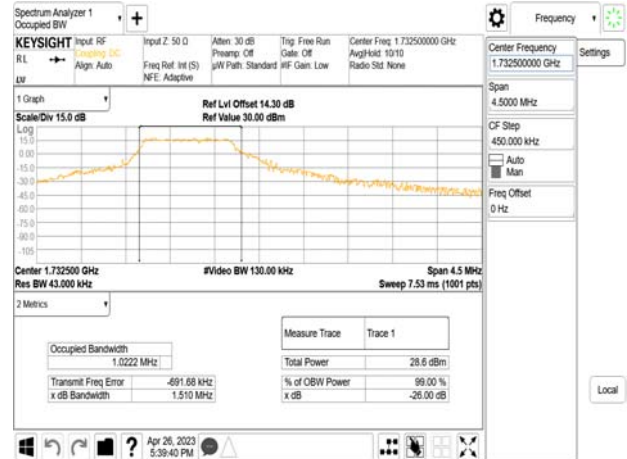 Spectrum Analyzer 1
Occupied BW
Frequency
KEYSIGHT
Input: RF
Input Z: 50 Ω
Atten: 30 dB
Trig: Free Run
Center Freq: 1.732500000 GHz
RL
Coupling: DC
Preamp: Off
Gate: Off
Avg|Hold: 10/10
Align: Auto
Freq Ref: Int (S)
µW Path: Standard
#IF Gain: Low
Radio Std: None
NFE: Adaptive
Center Frequency
1.732500000 GHz
Settings
Span
4.5000 MHz
CF Step
450.000 kHz
Auto
Man
Freq Offset
0 Hz
1 Graph
Ref Lvl Offset 14.30 dB
Scale/Div 15.0 dB
Ref Value 30.00 dBm
Log
15.0
0.00
-15.0
-30.0
-45.0
-60.0
-75.0
-90.0
-105
Center 1.732500 GHz
#Video BW 130.00 kHz
Span 4.5 MHz
Res BW 43.000 kHz
Sweep 7.53 ms (1001 pts)
2 Metrics
Measure Trace Trace 1
Occupied Bandwidth
1.0222 MHz
Total Power 28.6 dBm
Transmit Freq Error -691.68 kHz
% of OBW Power 99.00 %
x dB Bandwidth 1.510 MHz
x dB -26.00 dB
Local
?
Apr 26, 2023
5:39:40 PM